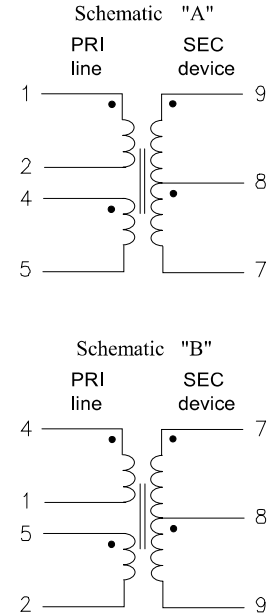 Schematic "A"
PRI SEC
line device
1 9
2
8
4
5 7
Schematic "B"
PRI SEC
line device
4 7
1
8
5
2 9